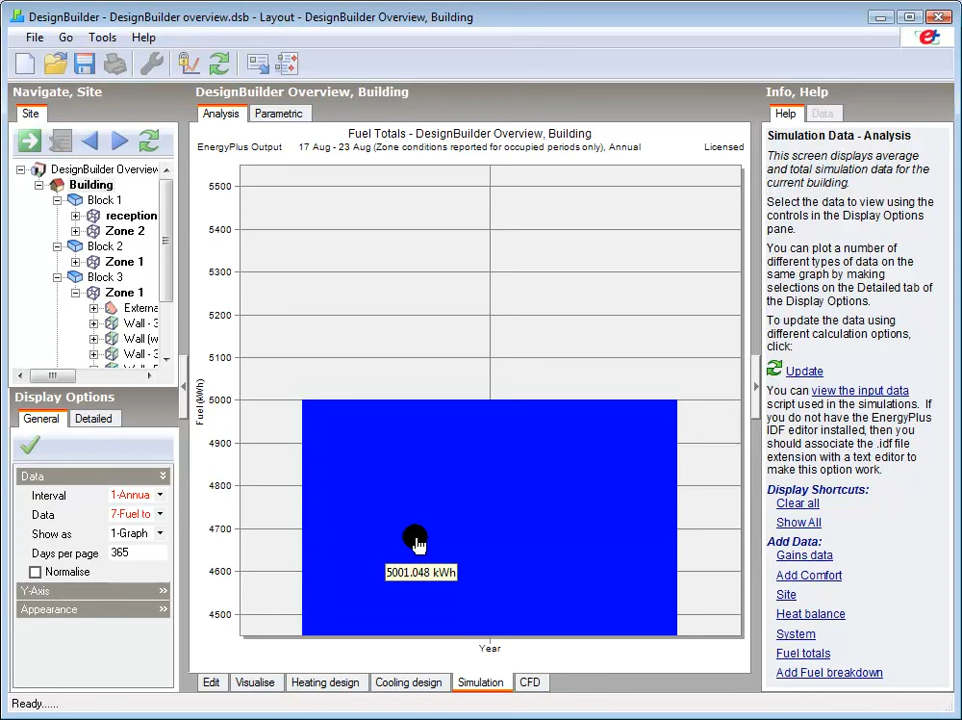 DesignBuilder - DesignBuilder overview.dsb - Layout - DesignBuilder Overview, Building
File Go Tools Help
Navigate, Site
Site
DesignBuilder Overview
Building
Block 1
reception
Zone 2
Block 2
Zone 1
Block 3
Zone 1
Externa
Wall - 3
Wall (w
Wall - 3
Display Options
General Detailed
Data
Interval 1-Annua
Data 7-Fuel to
Show as 1-Graph
Days per page 365
Normalise
Y-Axis
Appearance
DesignBuilder Overview, Building
Analysis Parametric
Fuel Totals - DesignBuilder Overview, Building
EnergyPlus Output 17 Aug - 23 Aug (Zone conditions reported for occupied periods only), Annual Licensed
5500
5400
5300
5200
5100
5000
4900
4800
4700
4600
4500
Fuel (kWh)
5001.048 kWh
Year
Edit Visualise Heating design Cooling design Simulation CFD
Info, Help
Help Data
Simulation Data - Analysis
This screen displays average
and total simulation data for the
current building.
Select the data to view using the
controls in the Display Options
pane.
You can plot a number of
different types of data on the
same graph by making
selections on the Detailed tab of
the Display Options.
To update the data using
different calculation options,
click:
Update
You can view the input data
script used in the simulations. If
you do not have the EnergyPlus
IDF editor installed, then you
should associate the .idf file
extension with a text editor to
make this option work.
Display Shortcuts:
Clear all
Show All
Add Data:
Gains data
Add Comfort
Site
Heat balance
System
Fuel totals
Add Fuel breakdown
Ready......